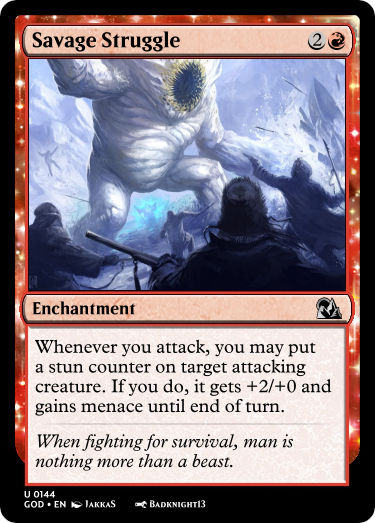 Savage Struggle 2
Enchantment
Whenever you attack, you may put
a stun counter on target attacking
creature. If you do, it gets +2/+0 and
gains menace until end of turn.
When fighting for survival, man is
nothing more than a beast.
U 0144
GOD • EN JakkaS Badknight13